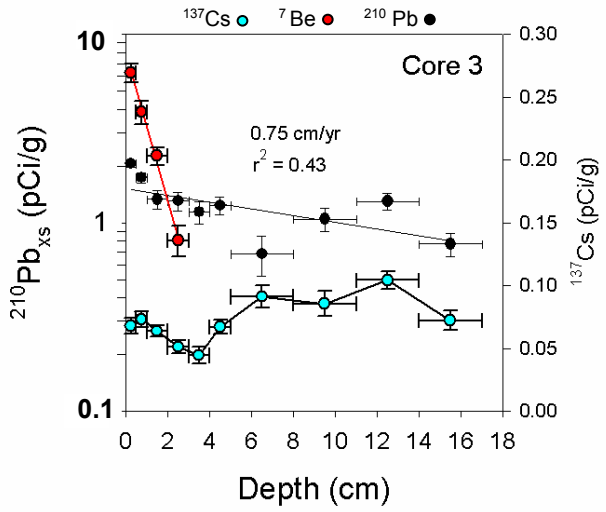 ¹³⁷Cs ⁷Be ²¹⁰Pb
Core 3
0.75 cm/yr
r² = 0.43
10
1
0.1
²¹⁰Pbxs (pCi/g)
0.30
0.25
0.20
0.15
0.10
0.05
0.00
¹³⁷Cs (pCi/g)
0 2 4 6 8 10 12 14 16 18
Depth (cm)